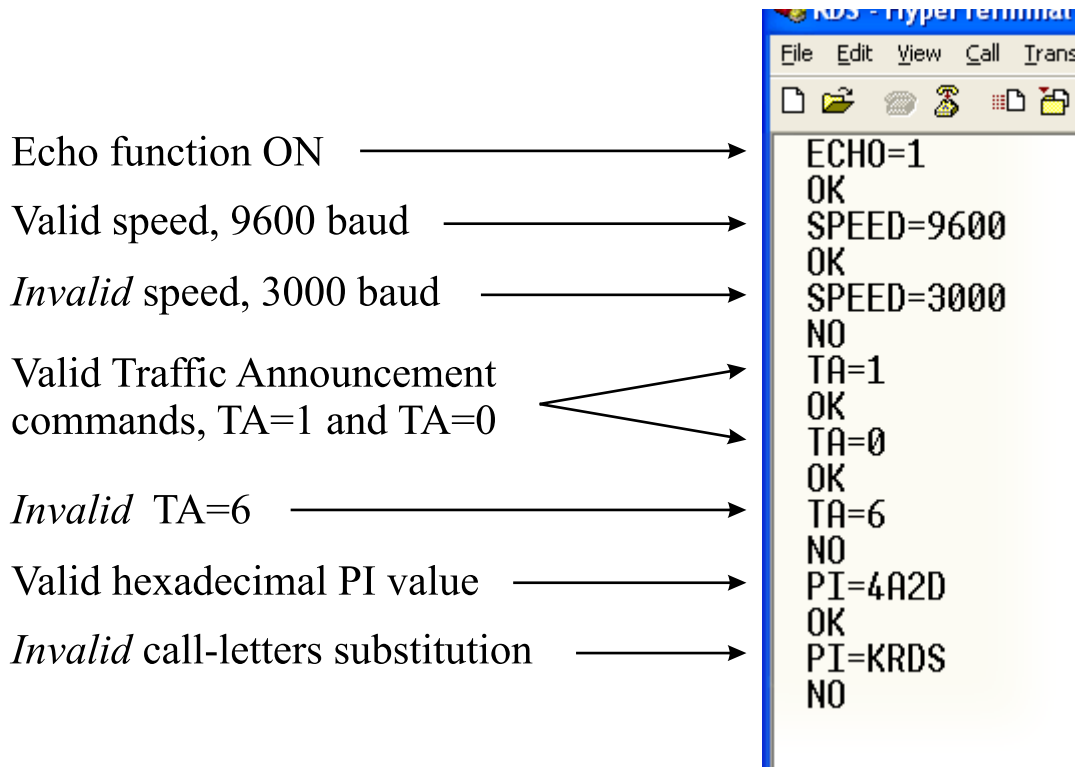 RDS - HyperTerminal
File Edit View Call Trans
Echo function ON
ECHO=1
OK
Valid speed, 9600 baud
SPEED=9600
OK
Invalid speed, 3000 baud
SPEED=3000
NO
Valid Traffic Announcement
commands, TA=1 and TA=0
TA=1
OK
TA=0
OK
Invalid TA=6
TA=6
NO
Valid hexadecimal PI value
PI=4A2D
OK
Invalid call-letters substitution
PI=KRDS
NO